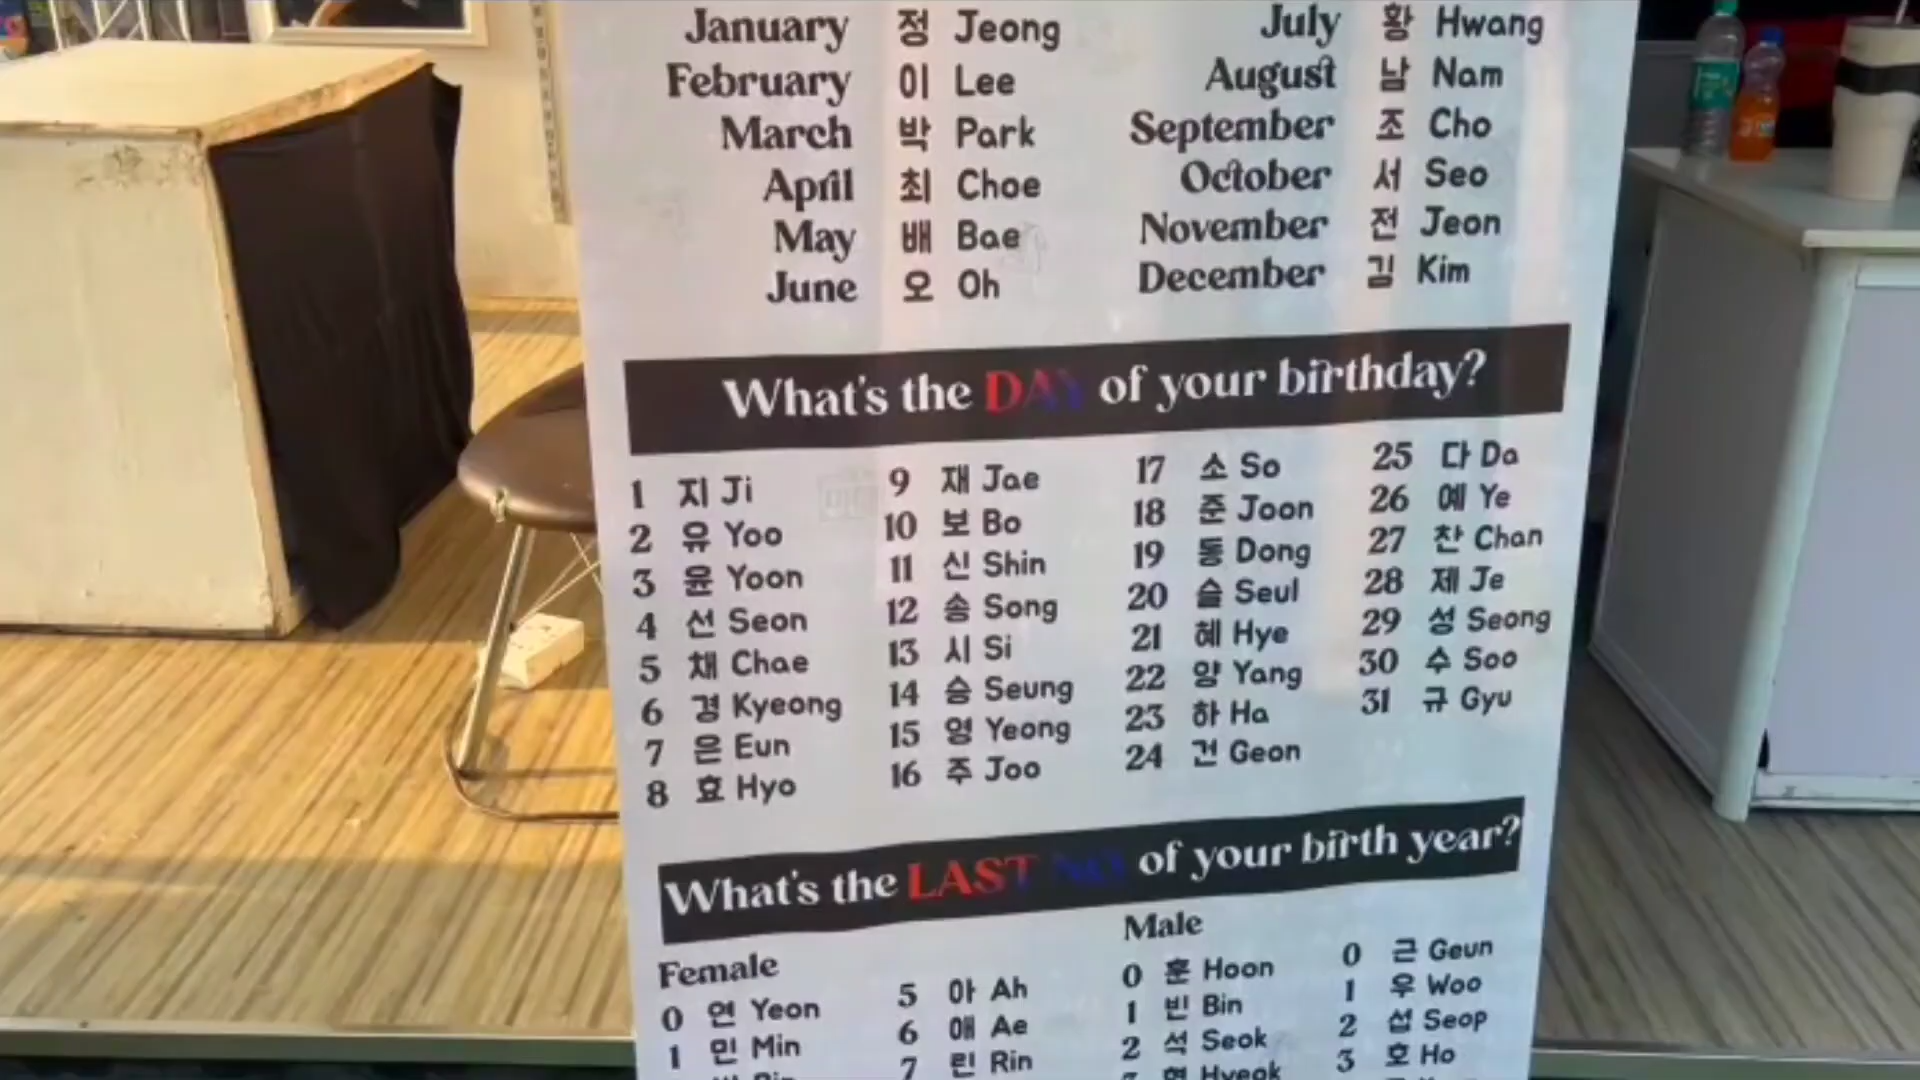 January 정 Jeong
February 이 Lee
March 박 Park
April 최 Choe
May 배 Bae
June 오 Oh
July 황 Hwang
August 남 Nam
September 조 Cho
October 서 Seo
November 전 Jeon
December 김 Kim
What's the DAY of your birthday?
1 지 Ji
2 유 Yoo
3 윤 Yoon
4 선 Seon
5 채 Chae
6 경 Kyeong
7 은 Eun
8 효 Hyo
9 재 Jae
10 보 Bo
11 신 Shin
12 송 Song
13 시 Si
14 승 Seung
15 영 Yeong
16 주 Joo
17 소 So
18 준 Joon
19 동 Dong
20 슬 Seul
21 혜 Hye
22 양 Yang
23 하 Ha
24 건 Geon
25 다 Da
26 예 Ye
27 찬 Chan
28 제 Je
29 성 Seong
30 수 Soo
31 규 Gyu
What's the LAST NO of your birth year?
Female
0 연 Yeon
1 민 Min
5 아 Ah
6 애 Ae
7 린 Rin
Male
0 훈 Hoon
1 빈 Bin
2 석 Seok
3 혁 Hyeok
0 근 Geun
1 우 Woo
2 섭 Seop
3 호 Ho